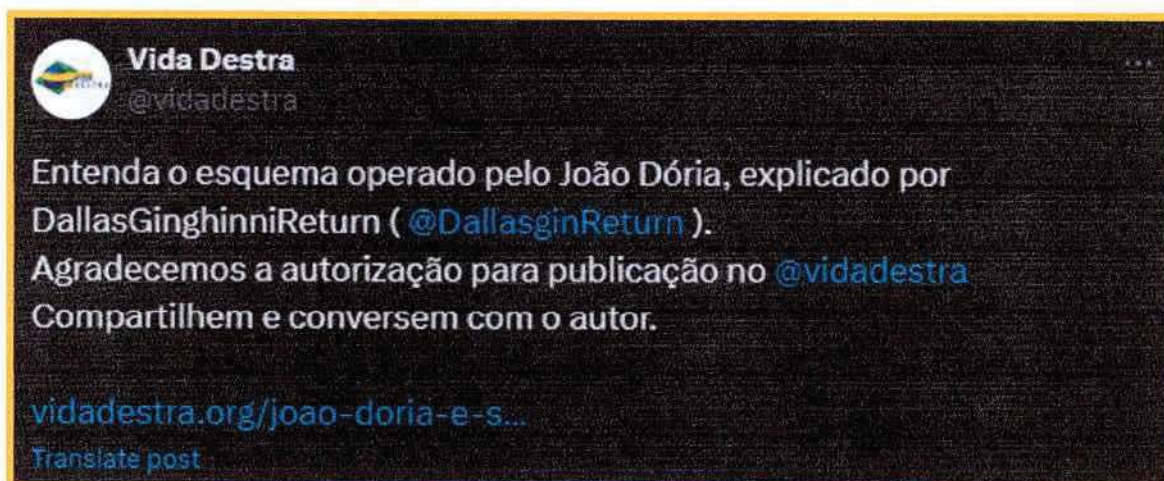 Vida Destra
@vidadestra
Entenda o esquema operado pelo João Dória, explicado por
DallasGinghinniReturn ( @DallasginReturn ).
Agradecemos a autorização para publicação no @vidadestra
Compartilhem e conversem com o autor.
vidadestra.org/joao-doria-e-s...
Translate post